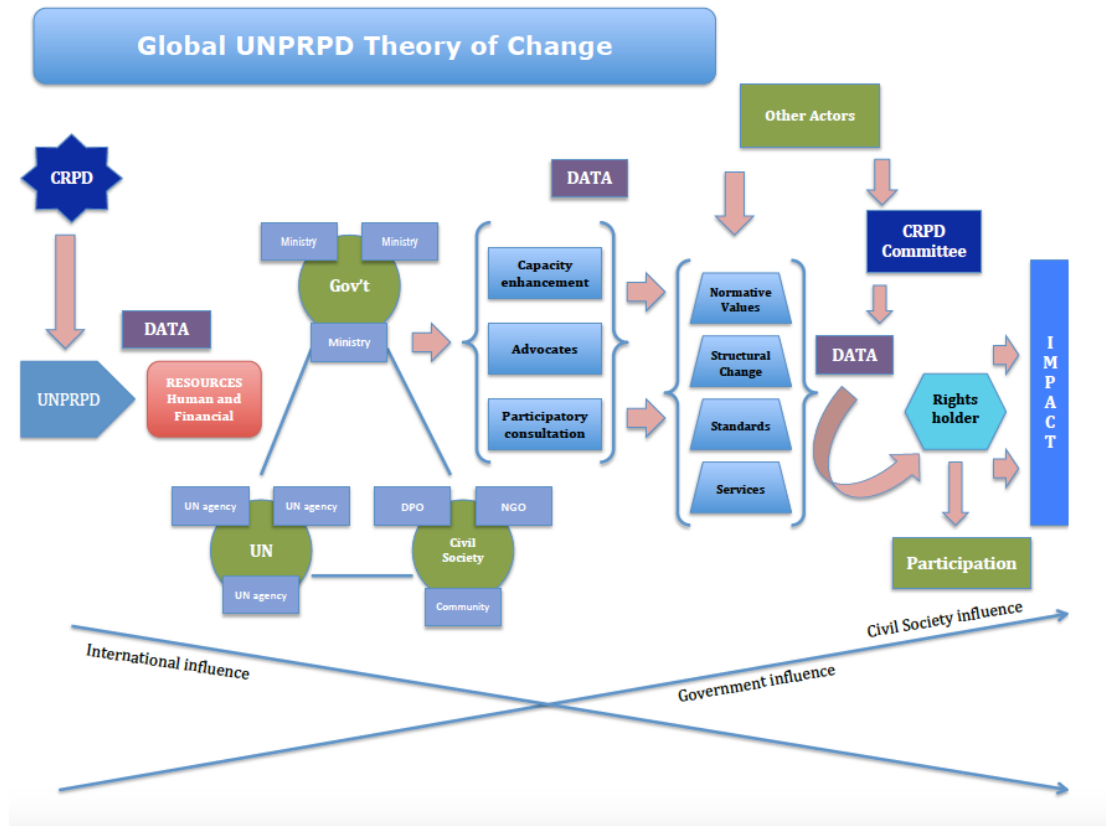 Global UNPRPD Theory of Change
Other Actors
CRPD
DATA
CRPD
Committee
Ministry
Ministry
Gov't
Ministry
Capacity
enhancement
Advocates
Participatory
consultation
Normative
Values
Structural
Change
Standards
Services
DATA
UNPRPD
RESOURCES
Human and
Financial
DATA
Rights
holder
I
M
P
A
C
T
UN agency
UN agency
UN
UN agency
DPO
NGO
Civil
Society
Community
Participation
International influence
Government influence
Civil Society influence